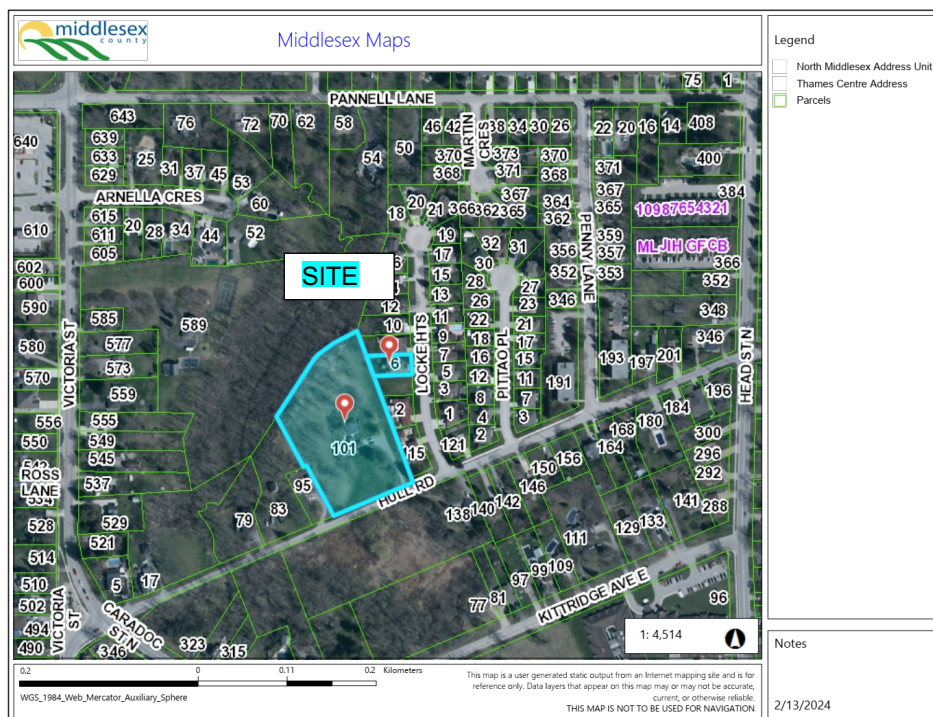 middlesex
county
Middlesex Maps
Legend
North Middlesex Address Unit
Thames Centre Address
Parcels
75 1
PANNELL LANE
643 76 72 70 62 58 46 42 MARTIN CRES 38 34 30 26 22 20 16 14 408
640 639 50
633 25 54 370 373 370 371 400
629 31 37 45 53 368 371 368
ARNELLA CRES 60 367 367 384
615 20 28 34 44 52 18 20 21 366 362 365 364 365 10987654321
610 611 19 362 PENNY LANE 359
605 17 32 31 356 357 ML JIH GF CB
602 SITE 15 30 352 353 366
600 13 28 27 346 352
590 589 12 26 23 348
585 10 11 22 21 346
580 577 9 18 17 193 197 201
VICTORIA ST 573 6 LOCKE HTS 7 16 PITTAO PL 15 HEAD ST N
570 559 5 12 11 191 196
556 555 2 3 8 7 184
550 549 101 1 4 3 168 180 300
545 115 121 2 164 296
ROSS LANE 537 95 HULL RD 150 156 292
528 529 79 83 138 140 142 146 141 288
514 521 111 129 133
510 5 17 97 99 109
502 VICTORIA ST CARADOC ST N 77 81 KITTRIDGE AVE E 96
494
490 346 323 315
1: 4,514
Notes
0.2 0 0.11 0.2 Kilometers
WGS_1984_Web_Mercator_Auxiliary_Sphere
This map is a user generated static output from an Internet mapping site and is for
reference only. Data layers that appear on this map may or may not be accurate,
current, or otherwise reliable.
THIS MAP IS NOT TO BE USED FOR NAVIGATION
2/13/2024